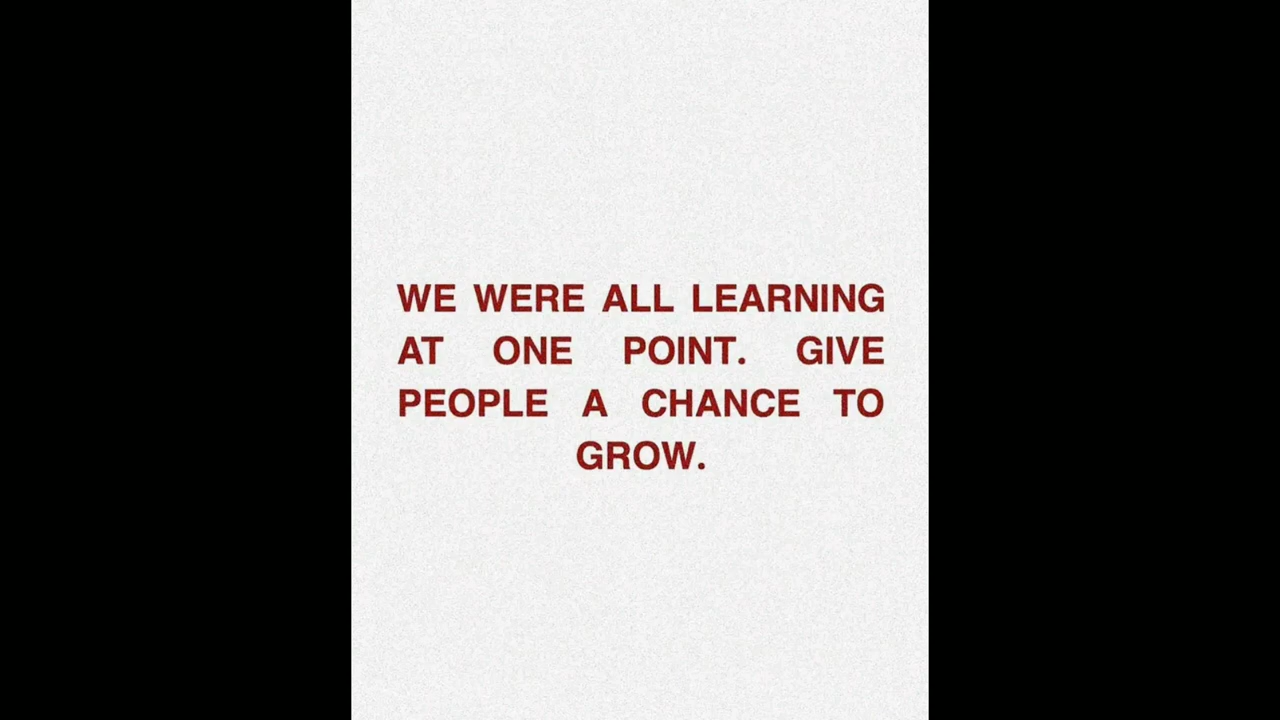 WE WERE ALL LEARNING
AT ONE POINT. GIVE
PEOPLE A CHANCE TO
GROW.